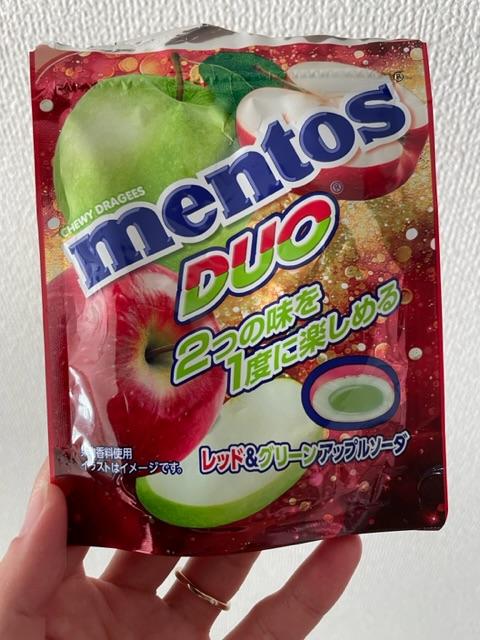 CHEWY DRAGEES
mentos®
DUO
2つの味を
1度に楽しめる
レッド&グリーンアップルソーダ
香料使用
イラストはイメージです。